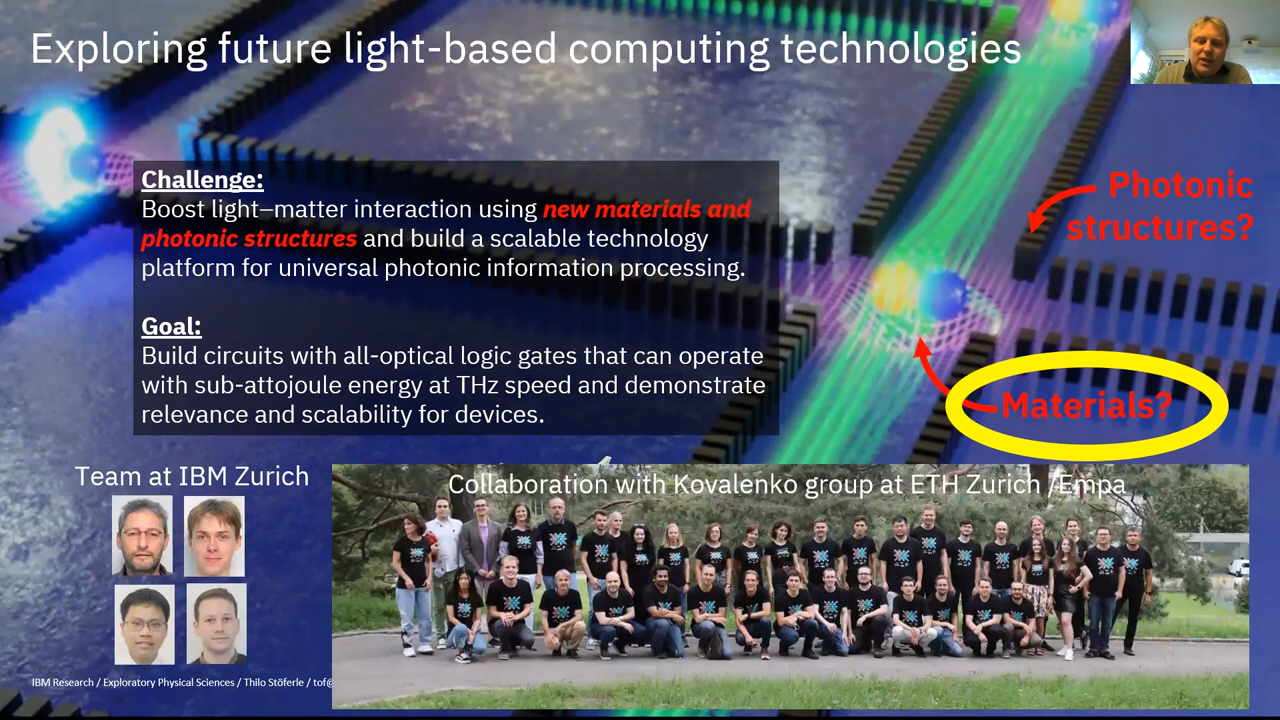 Exploring future light-based computing technologies
Challenge:
Boost light–matter interaction using new materials and
photonic structures and build a scalable technology
platform for universal photonic information processing.
Goal:
Build circuits with all-optical logic gates that can operate
with sub-attojoule energy at THz speed and demonstrate
relevance and scalability for devices.
Photonic
structures?
Materials?
Team at IBM Zurich
Collaboration with Kovalenko group at ETH Zurich /Empa
IBM Research / Exploratory Physical Sciences / Thilo Stöferle / tof@